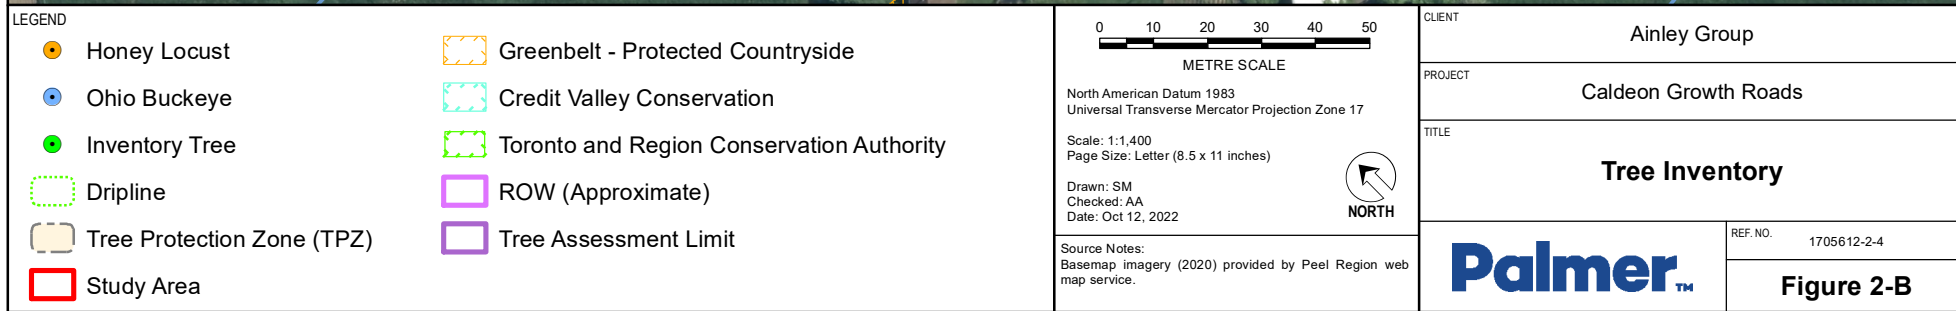 LEGEND
Honey Locust
Ohio Buckeye
Inventory Tree
Dripline
Tree Protection Zone (TPZ)
Study Area
Greenbelt - Protected Countryside
Credit Valley Conservation
Toronto and Region Conservation Authority
ROW (Approximate)
Tree Assessment Limit
0 10 20 30 40 50
METRE SCALE
North American Datum 1983
Universal Transverse Mercator Projection Zone 17
Scale: 1:1,400
Page Size: Letter (8.5 x 11 inches)
Drawn: SM
Checked: AA
Date: Oct 12, 2022
NORTH
Source Notes:
Basemap imagery (2020) provided by Peel Region web
map service.
CLIENT
Ainley Group
PROJECT
Caldeon Growth Roads
TITLE
Tree Inventory
Palmer™
REF. NO.
1705612-2-4
Figure 2-B